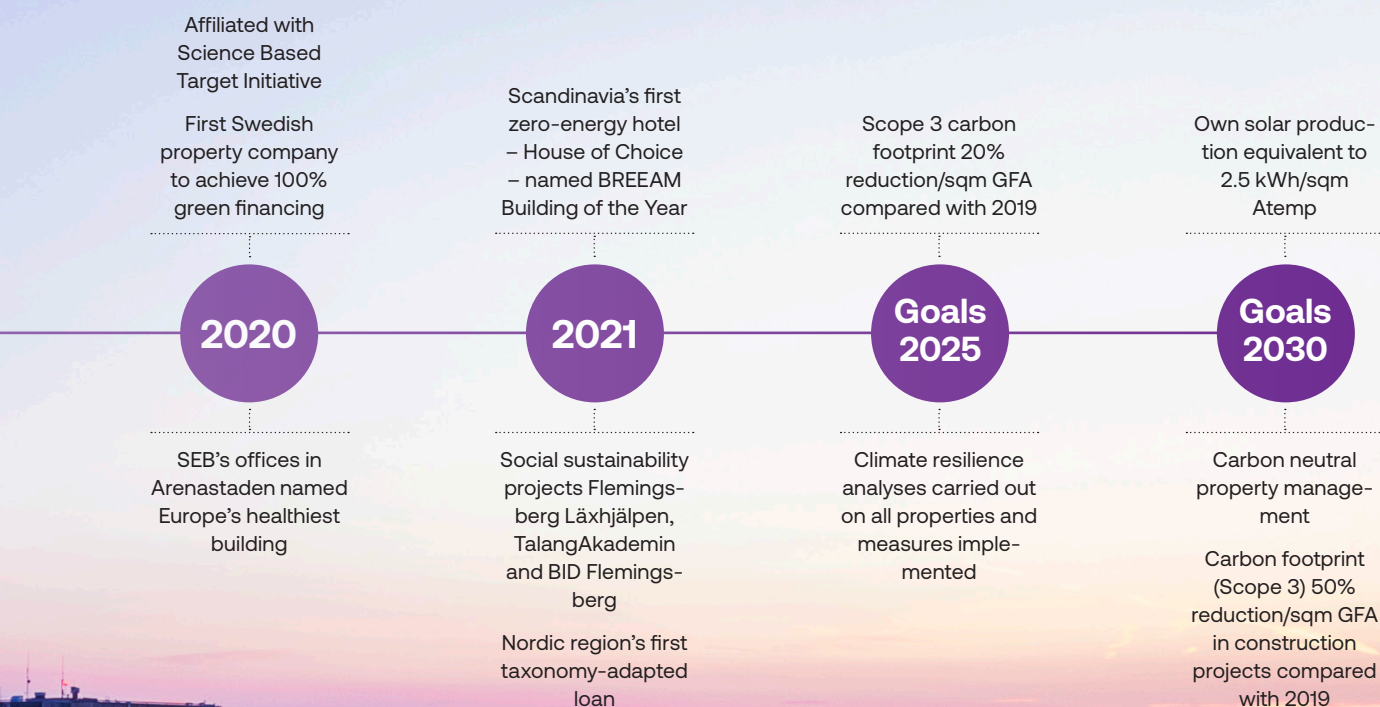 Affiliated with
Science Based
Target Initiative
First Swedish
property company
to achieve 100%
green financing
2020
SEB's offices in
Arenastaden named
Europe's healthiest
building
Scandinavia's first
zero-energy hotel
– House of Choice
– named BREEAM
Building of the Year
2021
Social sustainability
projects Flemings-
berg Läxhjälpen,
TalangAkademin
and BID Flemings-
berg
Nordic region's first
taxonomy-adapted
loan
Scope 3 carbon
footprint 20%
reduction/sqm GFA
compared with 2019
Goals
2025
Climate resilience
analyses carried out
on all properties and
measures imple-
mented
Own solar produc-
tion equivalent to
2.5 kWh/sqm
Atemp
Goals
2030
Carbon neutral
property manage-
ment
Carbon footprint
(Scope 3) 50%
reduction/sqm GFA
in construction
projects compared
with 2019